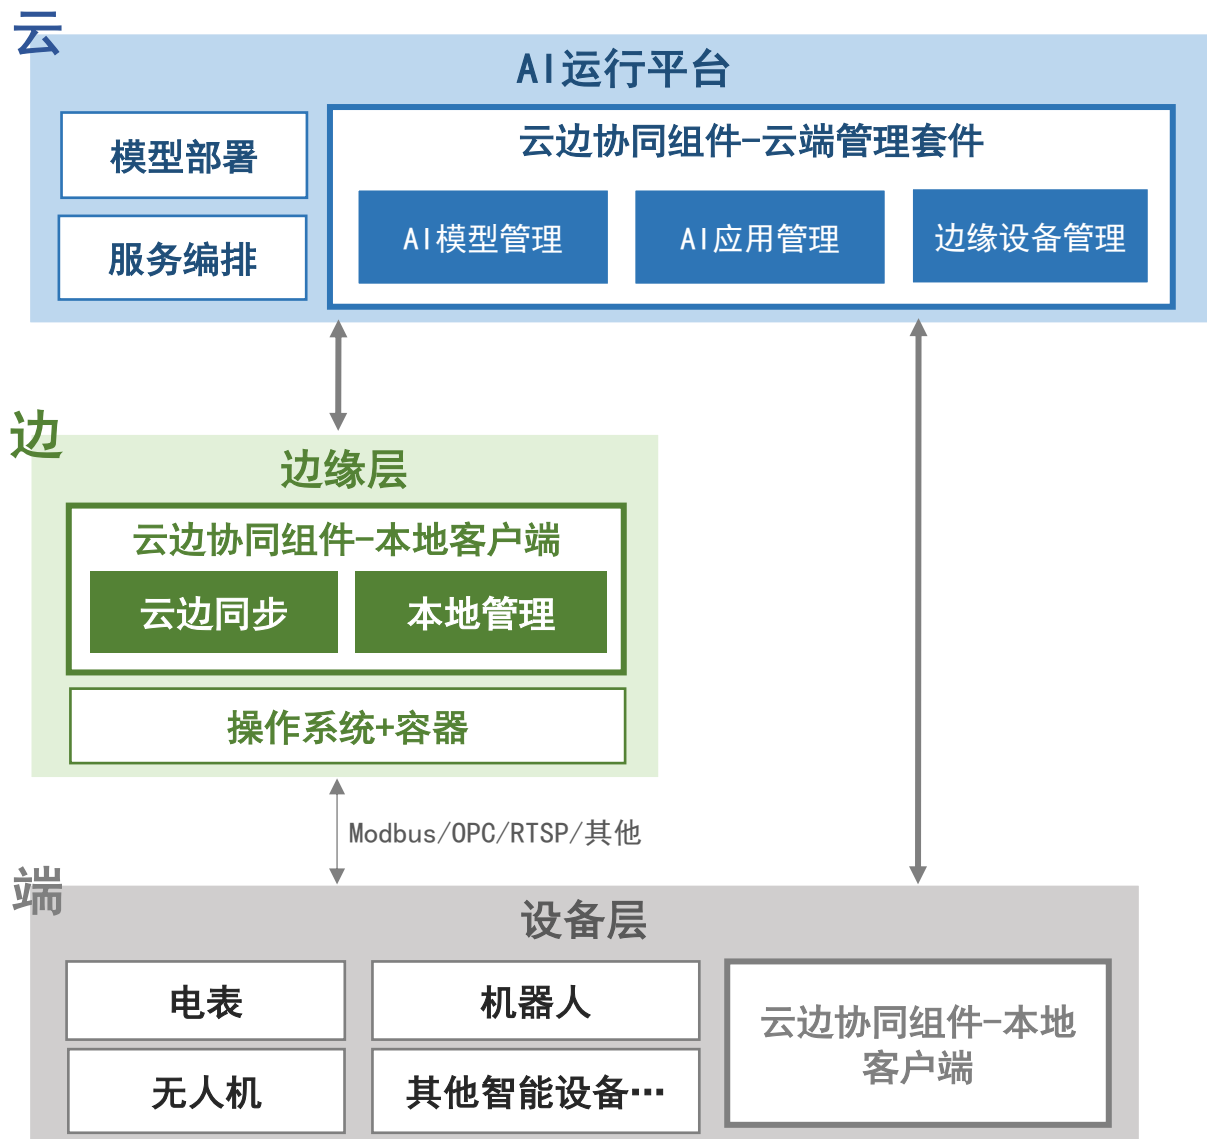 云
AI运行平台
模型部署
服务编排
云边协同组件-云端管理套件
AI模型管理
AI应用管理
边缘设备管理
边
边缘层
云边协同组件-本地客户端
云边同步
本地管理
操作系统+容器
Modbus/OPC/RTSP/其他
端
设备层
电表
机器人
无人机
其他智能设备…
云边协同组件-本地
客户端